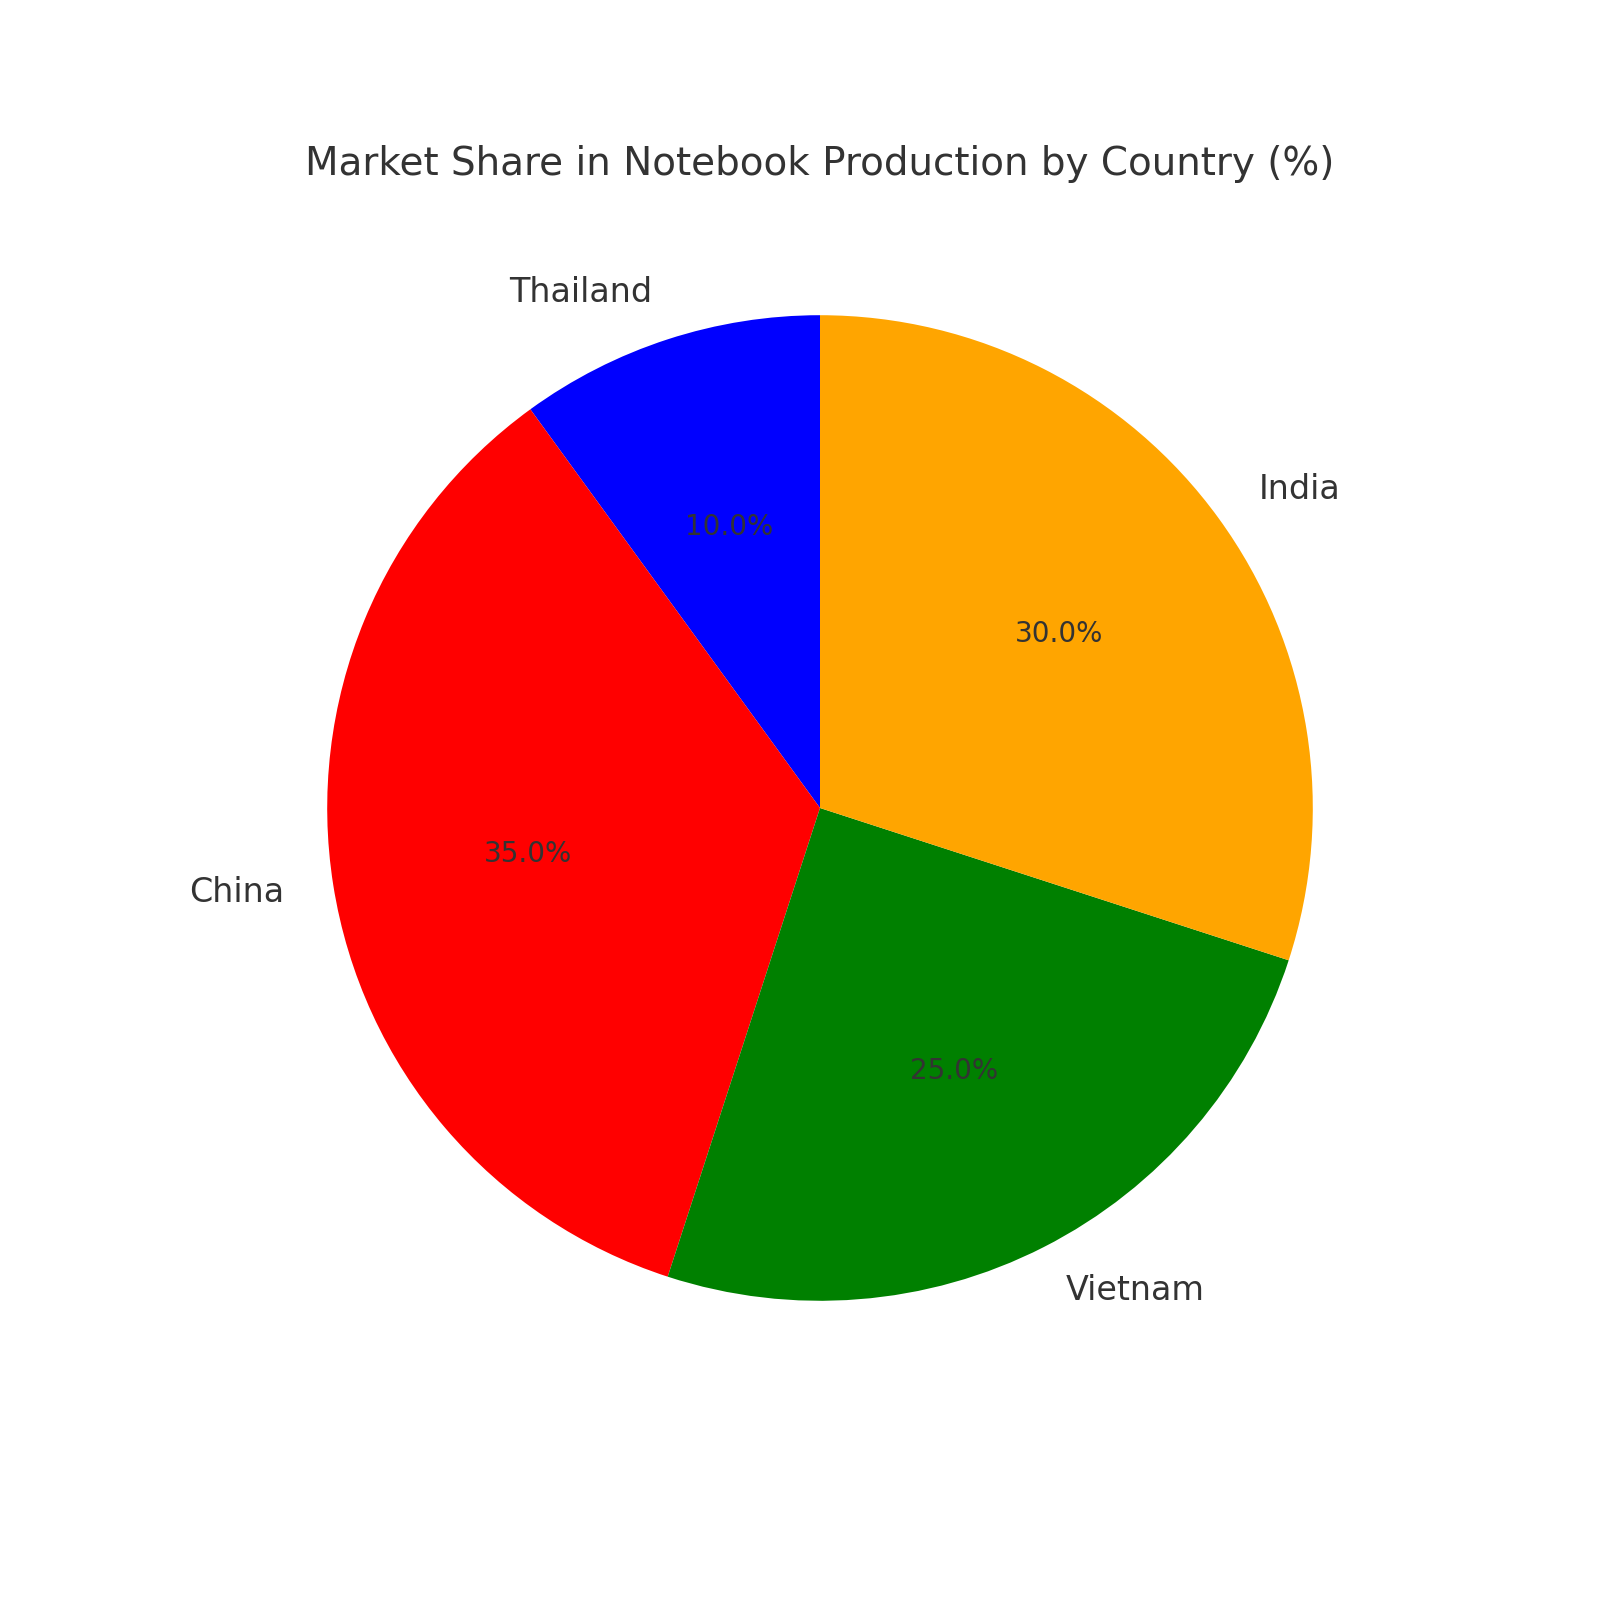 Market Share in Notebook Production by Country (%)
Thailand
India
10.0%
30.0%
35.0%
China
25.0%
Vietnam